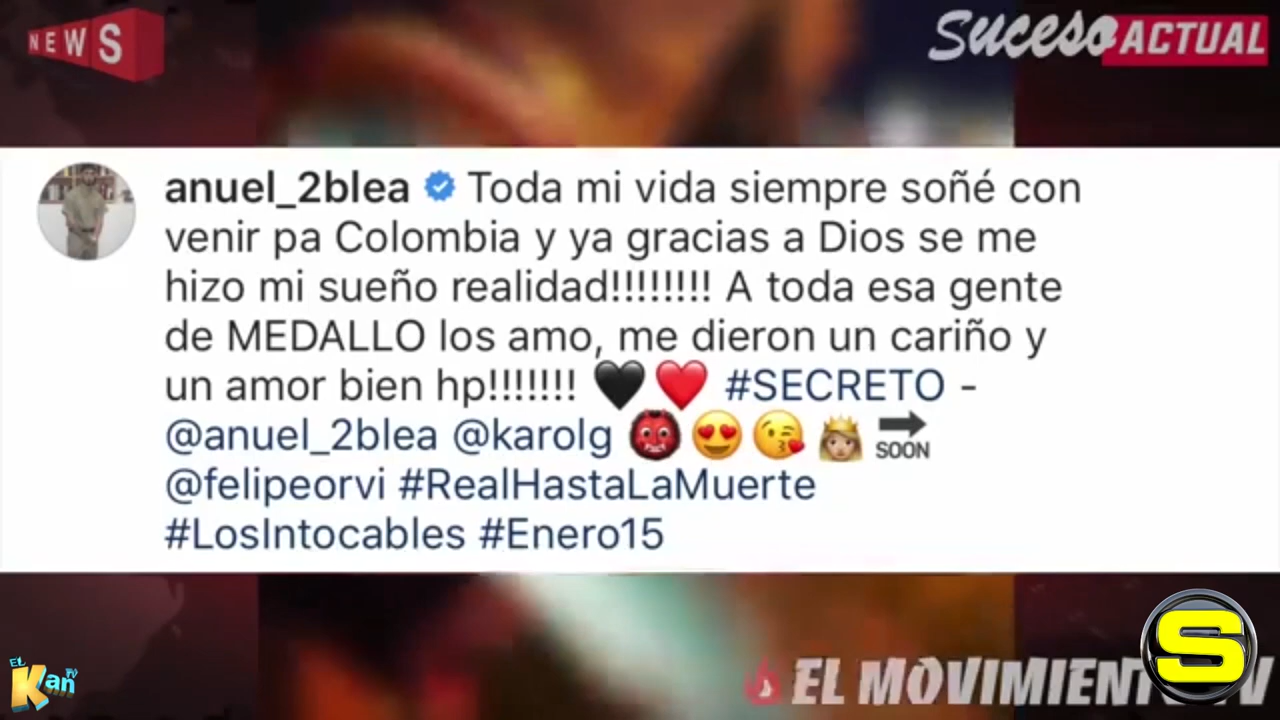 NEWS
Suceso ACTUAL
anuel_2blea Toda mi vida siempre soñé con
venir pa Colombia y ya gracias a Dios se me
hizo mi sueño realidad!!!!!!!! A toda esa gente
de MEDALLO los amo, me dieron un cariño y
un amor bien hp!!!!!!! 🖤❤️ #SECRETO -
@anuel_2blea @karolg 👹😍😘👸🏼🔜
@felipeorvi #RealHastaLaMuerte
#LosIntocables #Enero15
EL Kan TV
EL MOVIMIENTO TV
S